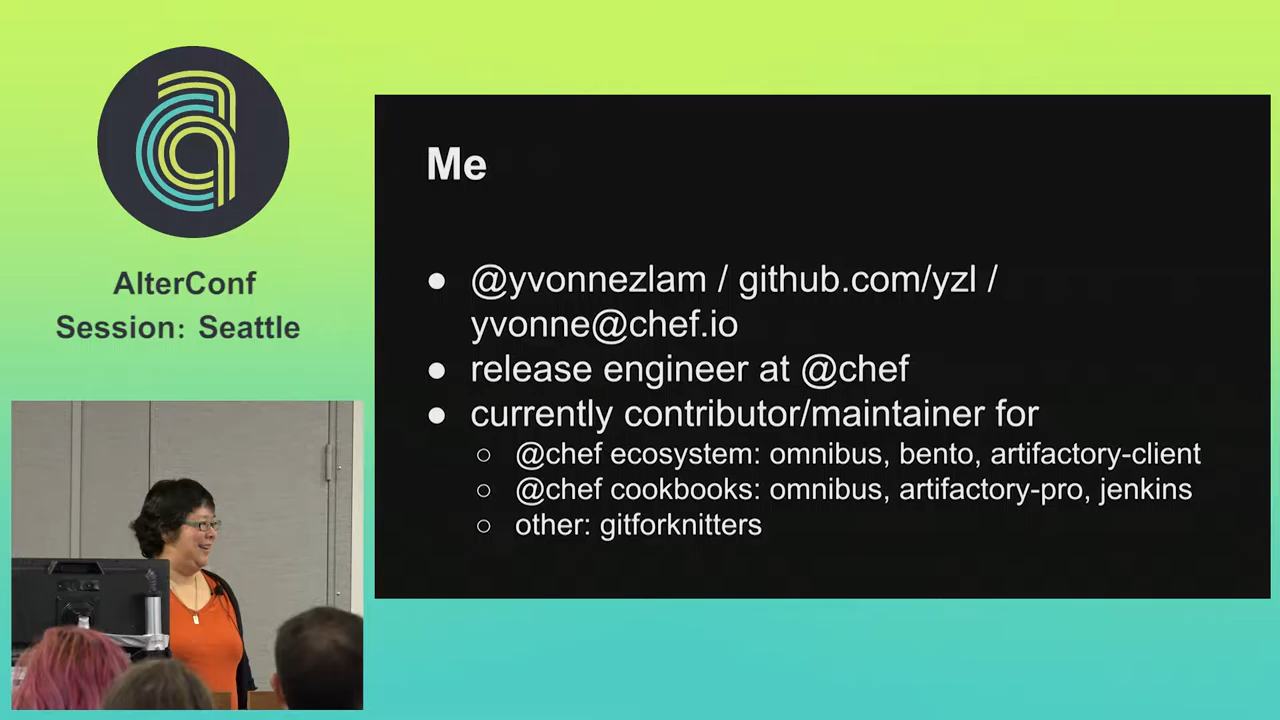 AlterConf
Session: Seattle
Me
● @yvonnezlam / github.com/yzl /
yvonne@chef.io
● release engineer at @chef
● currently contributor/maintainer for
○ @chef ecosystem: omnibus, bento, artifactory-client
○ @chef cookbooks: omnibus, artifactory-pro, jenkins
○ other: gitforknitters